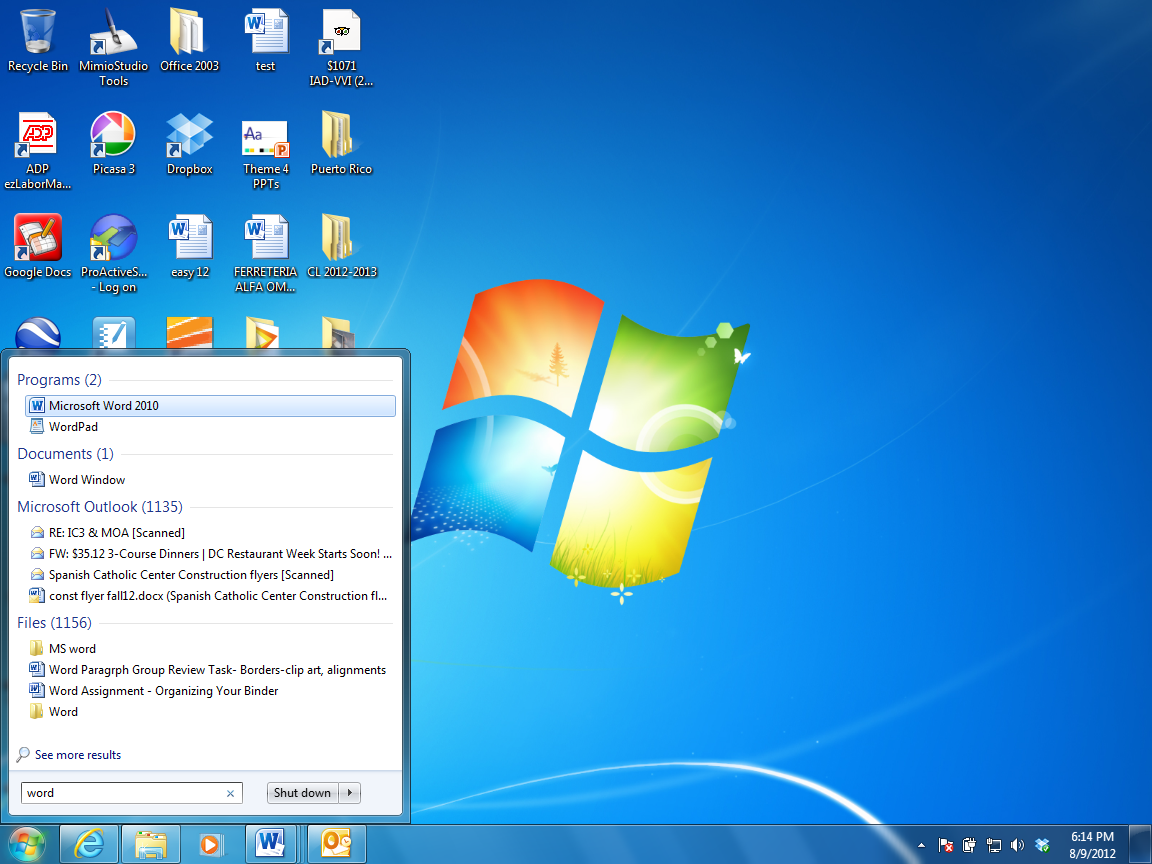 Recycle Bin
MimioStudio
Tools
Office 2003
test
$1071
IAD-VVI (2...
ADP
ADP
ezLaborMa...
Picasa 3
Dropbox
Aa
Theme 4
PPTs
Puerto Rico
Google Docs
ProActiveS...
- Log on
easy 12
FERRETERIA
ALFA OM...
CL 2012-2013
Programs (2)
Microsoft Word 2010
WordPad
Documents (1)
Word Window
Microsoft Outlook (1135)
RE: IC3 & MOA [Scanned]
FW: $35.12 3-Course Dinners | DC Restaurant Week Starts Soon! ...
Spanish Catholic Center Construction flyers [Scanned]
const flyer fall12.docx (Spanish Catholic Center Construction fl...
Files (1156)
MS word
Word Paragrph Group Review Task- Borders-clip art, alignments
Word Assignment - Organizing Your Binder
Word
See more results
word
Shut down
6:14 PM
8/9/2012